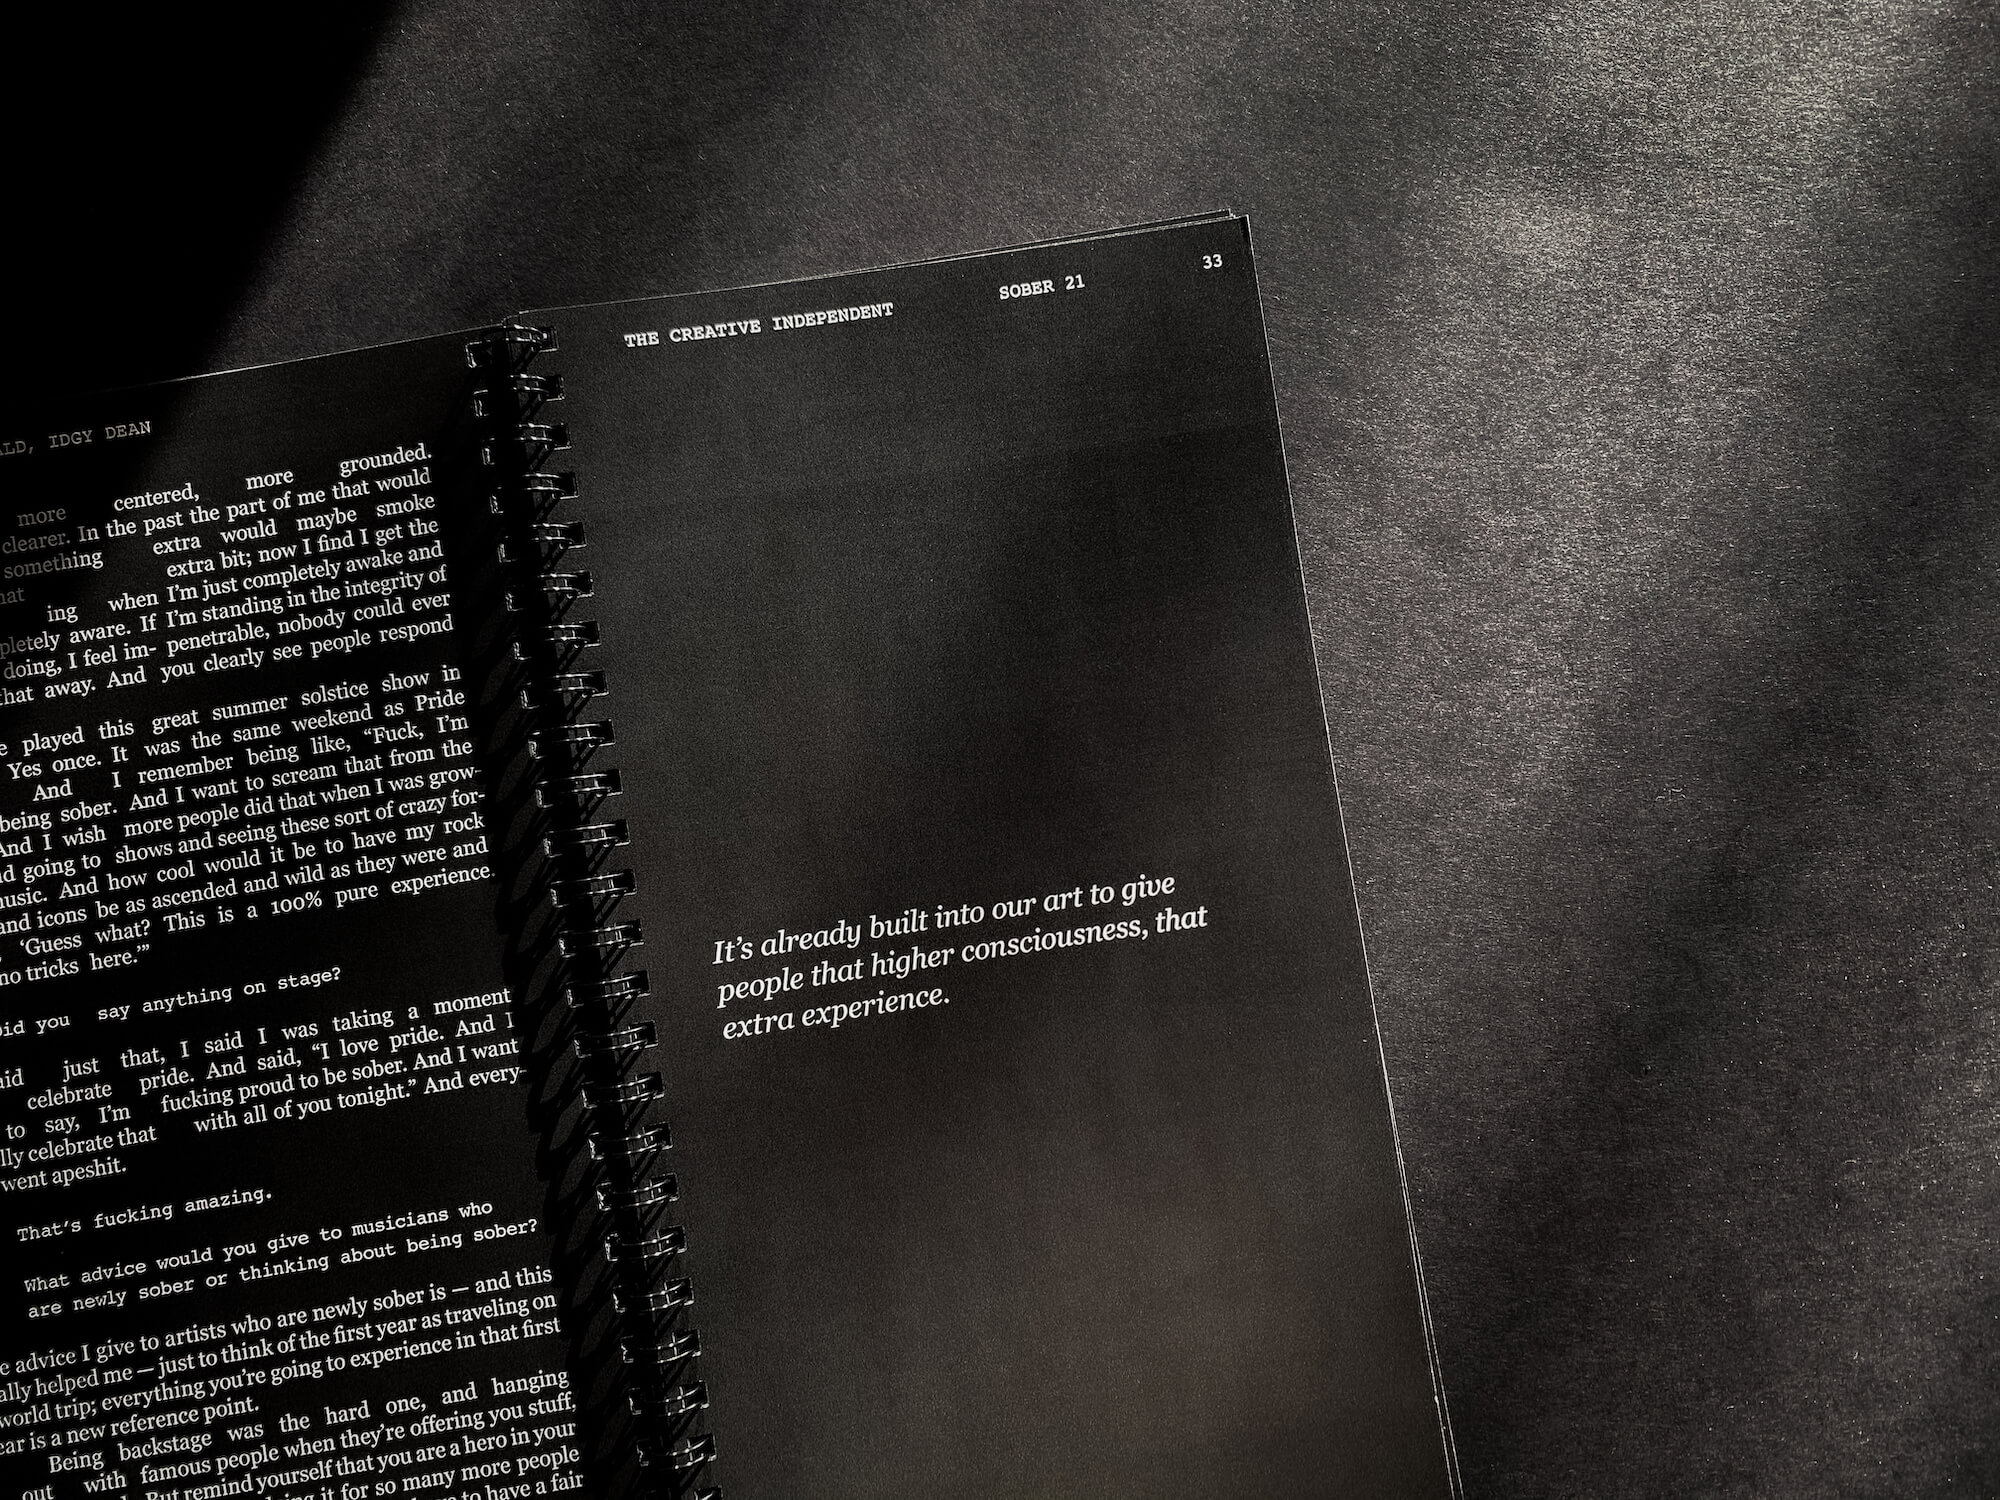 ALD, IDGY DEAN
more centered, more grounded.
clearer. In the past the part of me that would
something extra would maybe smoke
hat extra bit; now I find I get the
ing when I'm just completely awake and
pletely aware. If I'm standing in the integrity of
doing, I feel im- penetrable, nobody could ever
that away. And you clearly see people respond
e played this great summer solstice show in
Yes once. It was the same weekend as Pride
And I remember being like, “Fuck, I'm
being sober. And I want to scream that from the
And I wish more people did that when I was grow-
d going to shows and seeing these sort of crazy for-
music. And how cool would it be to have my rock
and icons be as ascended and wild as they were and
, ‘Guess what? This is a 100% pure experience.
no tricks here.’”
Did you say anything on stage?
aid just that, I said I was taking a moment
celebrate pride. And said, “I love pride. And I
to say, I'm fucking proud to be sober. And I want
lly celebrate that with all of you tonight.” And every-
went apeshit.
That's fucking amazing.
What advice would you give to musicians who
are newly sober or thinking about being sober?
e advice I give to artists who are newly sober is — and this
ally helped me — just to think of the first year as traveling on
world trip; everything you're going to experience in that first
ear is a new reference point.
Being backstage was the hard one, and hanging
out with famous people when they're offering you stuff,
But remind yourself that you are a hero in your
it for so many more people
to have a fair
THE CREATIVE INDEPENDENT SOBER 21 33
It's already built into our art to give
people that higher consciousness, that
extra experience.